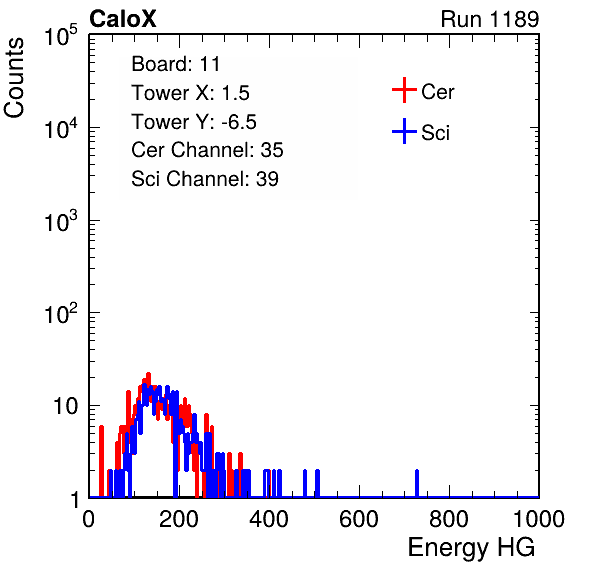 CaloX Run 1189
Counts
10^5
10^4
10^3
10^2
10
1
Board: 11
Tower X: 1.5
Tower Y: -6.5
Cer Channel: 35
Sci Channel: 39
Cer
Sci
0 200 400 600 800 1000
Energy HG